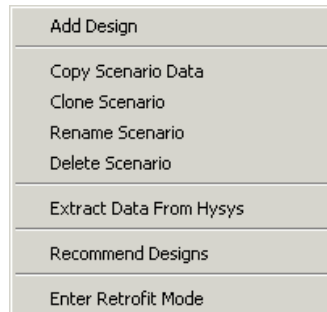 Add Design
Copy Scenario Data
Clone Scenario
Rename Scenario
Delete Scenario
Extract Data From Hysys
Recommend Designs
Enter Retrofit Mode